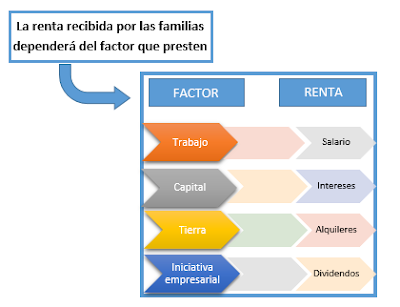 La renta recibida por las familias
dependerá del factor que presten
FACTOR RENTA
Trabajo Salario
Capital Intereses
Tierra Alquileres
Iniciativa
empresarial Dividendos